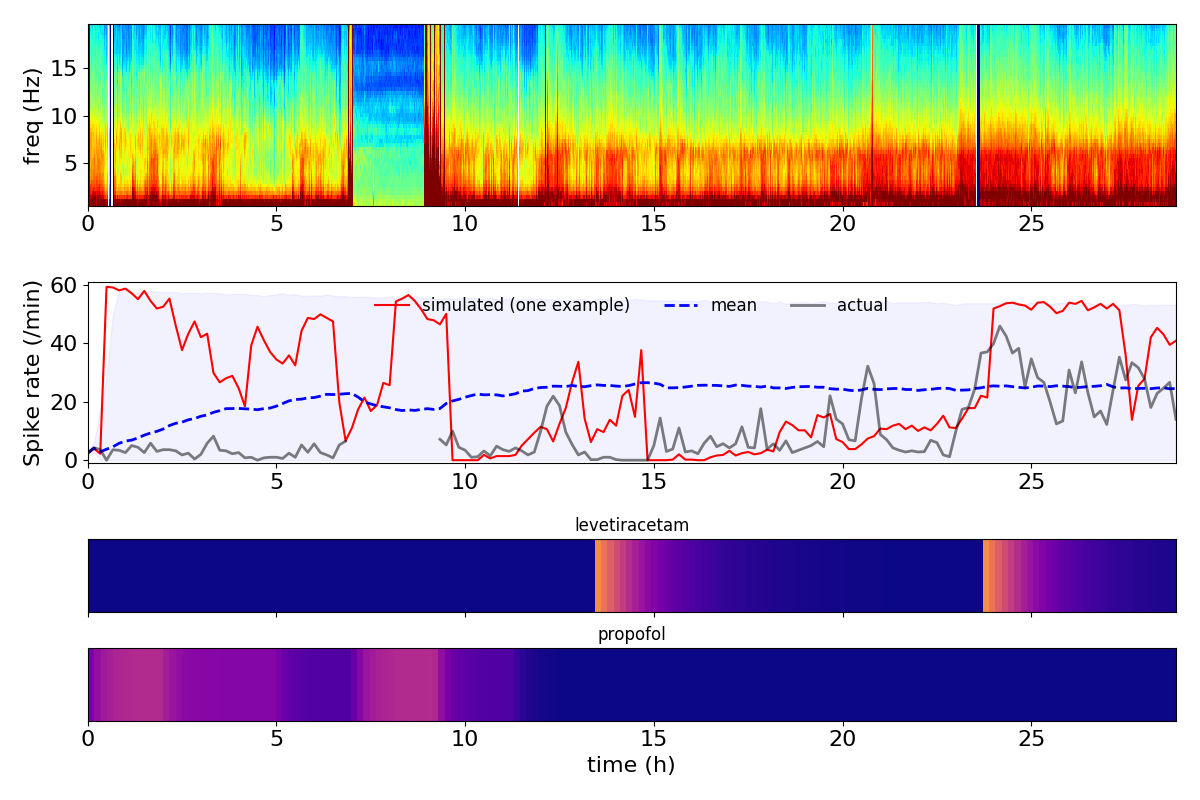 freq (Hz)
15
10
5
0 5 10 15 20 25
Spike rate (/min)
60
40
20
0
simulated (one example) mean actual
0 5 10 15 20 25
levetiracetam
propofol
0 5 10 15 20 25
time (h)